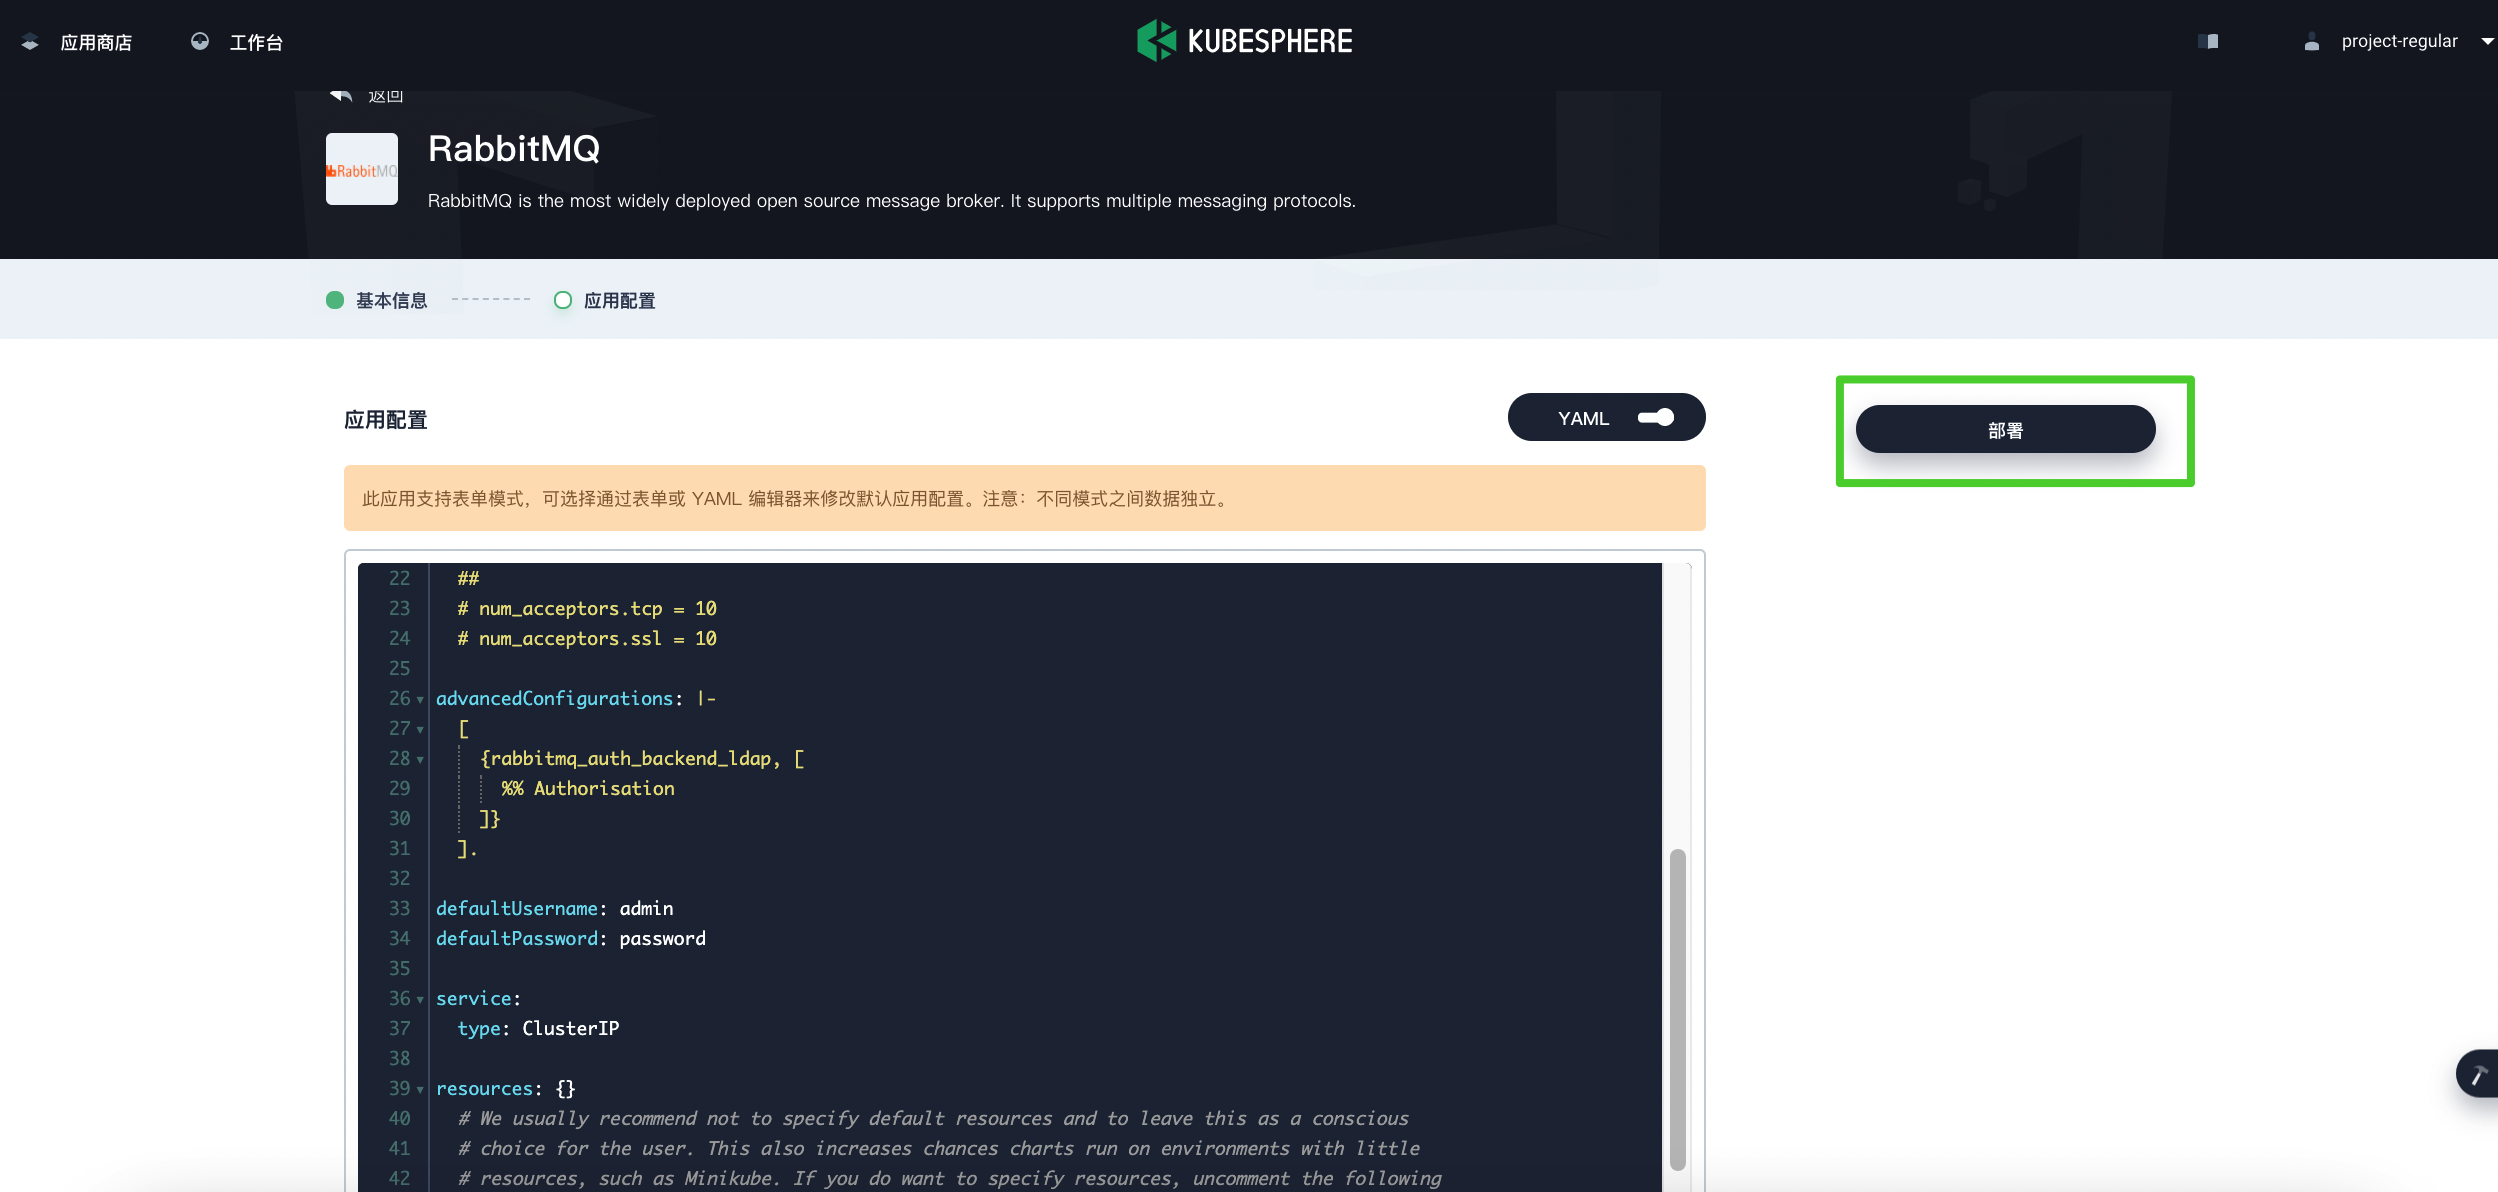 应用商店
工作台
KUBESPHERE
project-regular
返回
RabbitMQ
RabbitMQ
RabbitMQ is the most widely deployed open source message broker. It supports multiple messaging protocols.
基本信息
应用配置
应用配置
YAML
部署
此应用支持表单模式，可选择通过表单或 YAML 编辑器来修改默认应用配置。注意：不同模式之间数据独立。
22 ##
23 # num_acceptors.tcp = 10
24 # num_acceptors.ssl = 10
25
26 advancedConfigurations: |-
27 [
28 {rabbitmq_auth_backend_ldap, [
29 %% Authorisation
30 ]}
31 ].
32
33 defaultUsername: admin
34 defaultPassword: password
35
36 service:
37 type: ClusterIP
38
39 resources: {}
40 # We usually recommend not to specify default resources and to leave this as a conscious
41 # choice for the user. This also increases chances charts run on environments with little
42 # resources, such as Minikube. If you do want to specify resources, uncomment the following